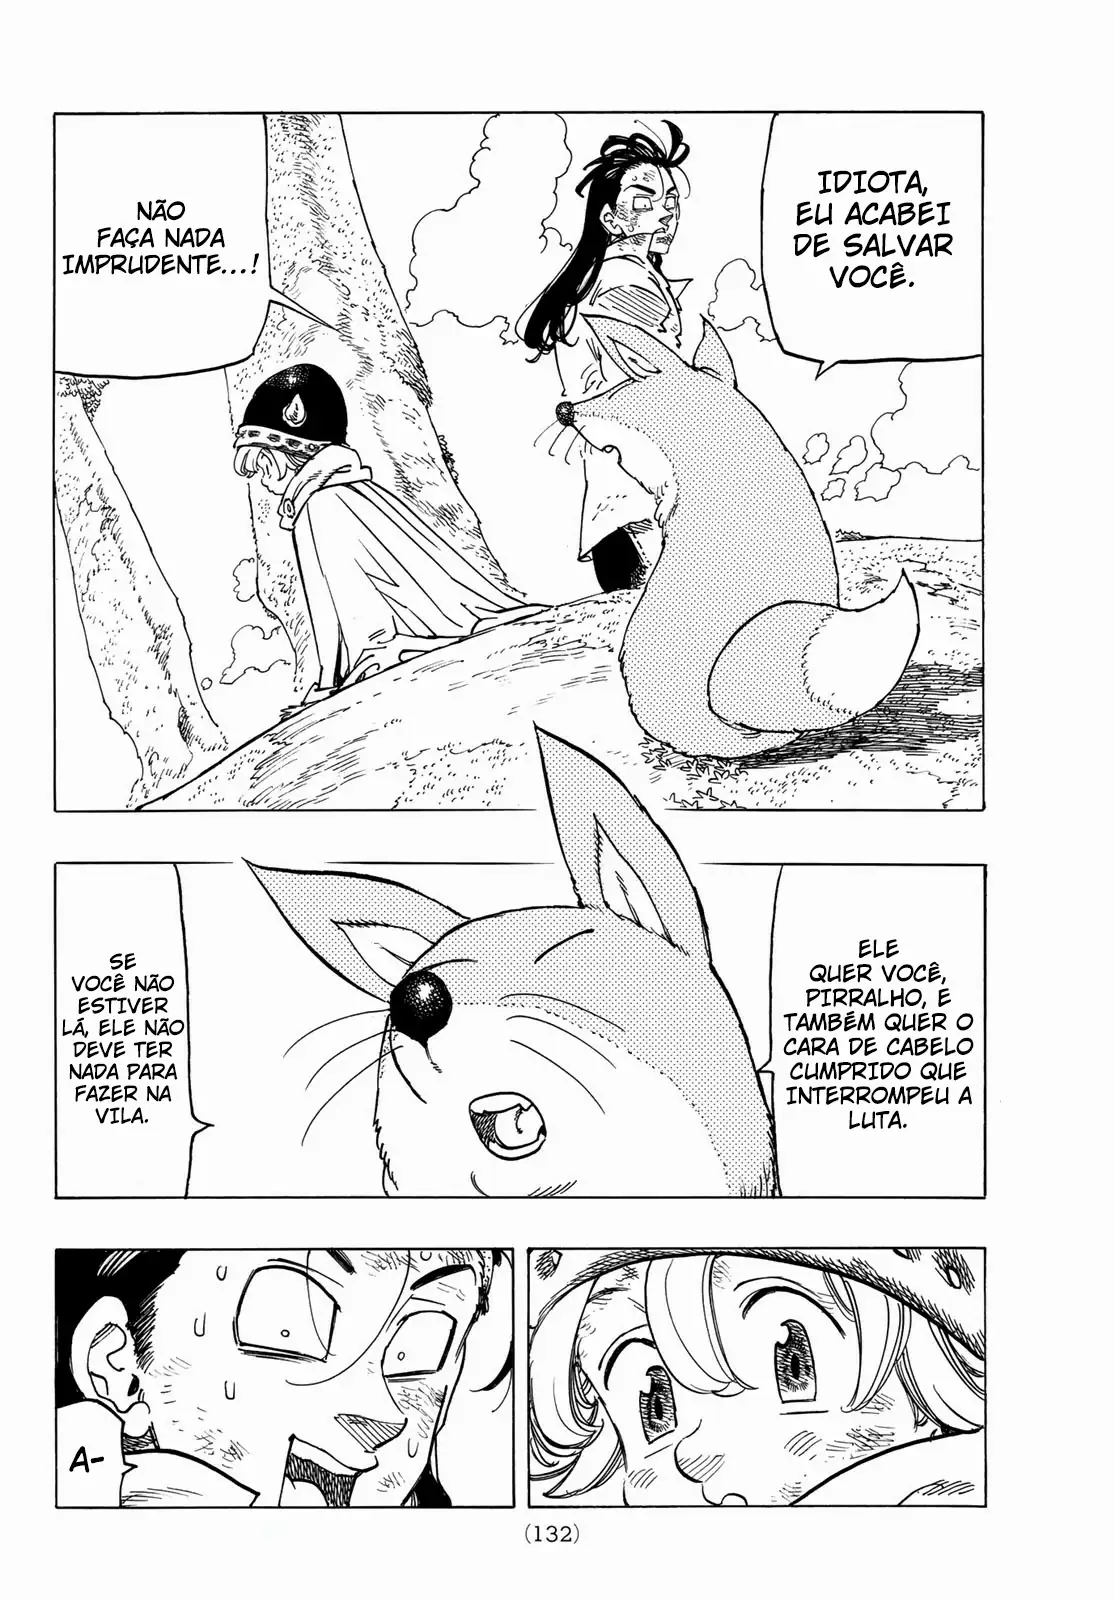 IDIOTA,
EU ACABEI
DE SALVAR
VOCÊ.
NÃO
FAÇA NADA
IMPRUDENTE...!
ELE
QUER VOCÊ,
PIRRALHO, E
TAMBÉM QUER O
CARA DE CABELO
CUMPRIDO QUE
INTERROMPEU A
LUTA.
SE
VOCÊ NÃO
ESTIVER
LÁ, ELE NÃO
DEVE TER
NADA PARA
FAZER NA
VILA.
A-
(132)